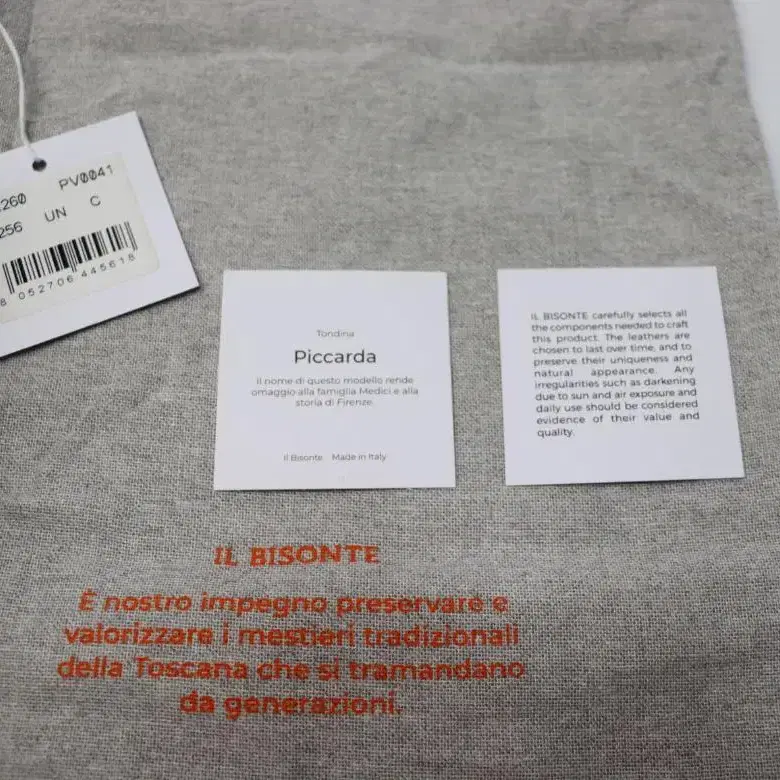 260 PV0041
256 UN C
8 052706 445618
Tondina
Piccarda
Il nome di questo modello rende
omaggio alla famiglia Medici e alla
storia di Firenze.
Il Bisonte Made in Italy
IL BISONTE carefully selects all
the components needed to craft
this product. The leathers are
chosen to last over time, and to
preserve their uniqueness and
natural appearance. Any
irregularities such as darkening
due to sun and air exposure and
daily use should be considered
evidence of their value and
quality.
IL BISONTE
È nostro impegno preservare e
valorizzare i mestieri tradizionali
della Toscana che si tramandano
da generazioni.